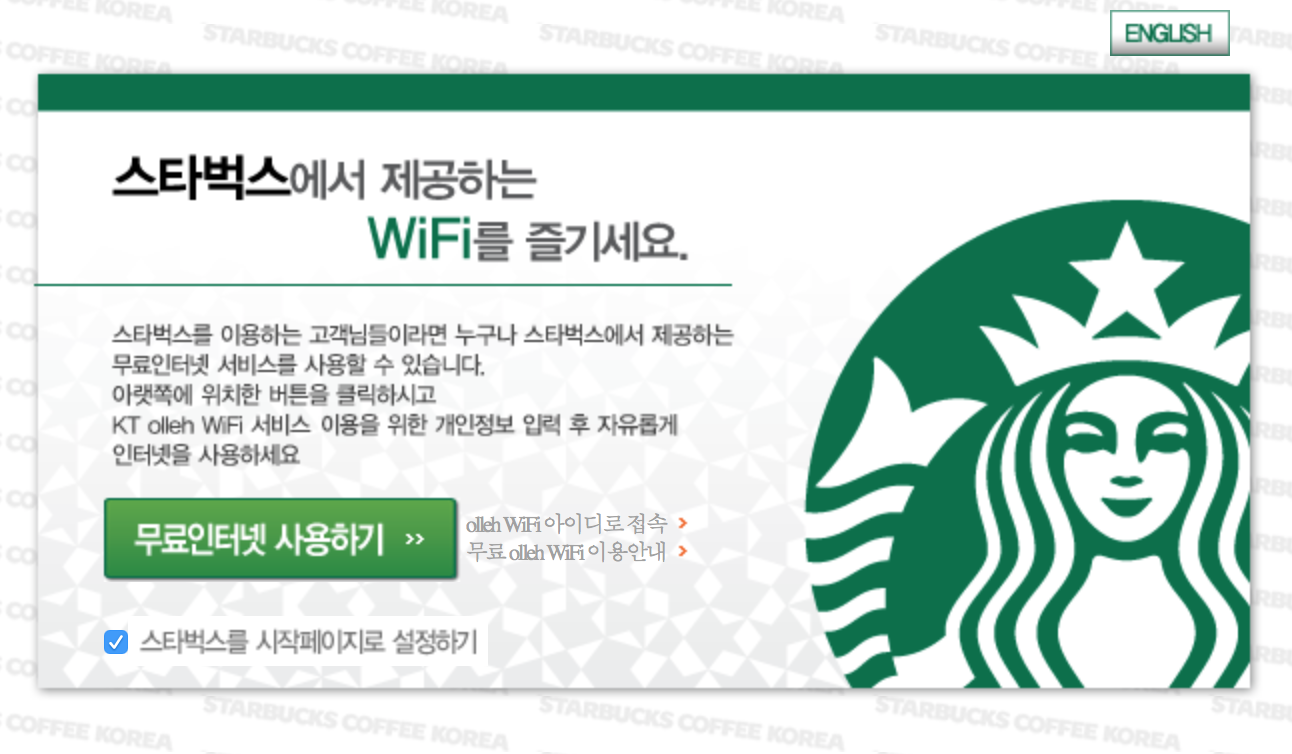 ENGLISH
스타벅스에서 제공하는
WiFi를 즐기세요.
스타벅스를 이용하는 고객님들이라면 누구나 스타벅스에서 제공하는
무료인터넷 서비스를 사용할 수 있습니다.
아랫쪽에 위치한 버튼을 클릭하시고
KT olleh WiFi 서비스 이용을 위한 개인정보 입력 후 자유롭게
인터넷을 사용하세요
무료인터넷 사용하기 >>
olleh WiFi 아이디로 접속 >
무료 olleh WiFi 이용안내 >
스타벅스를 시작페이지로 설정하기
STARBUCKS COFFEE KOREA